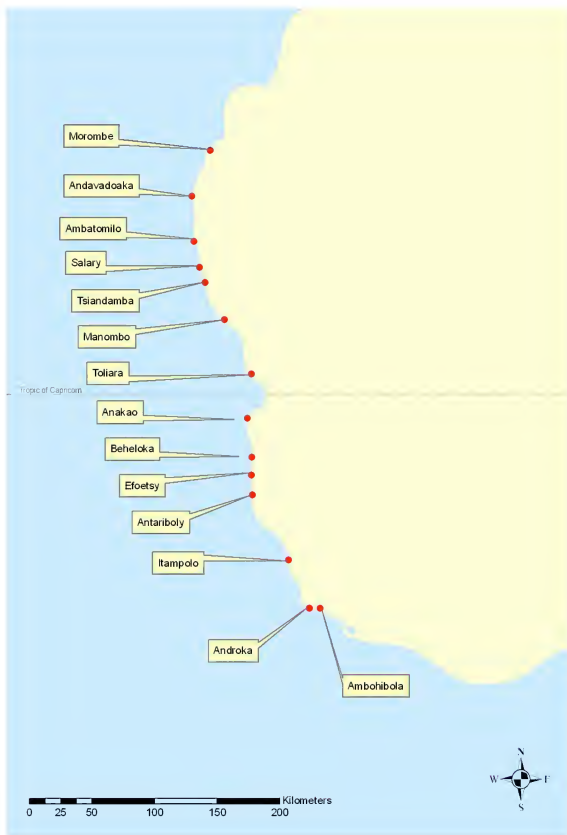 Morombe
Andavadoaka
Ambatomilo
Salary
Tsiandamba
Manombo
Toliara
Tropic of Capricorn
Anakao
Beheloka
Efoetsy
Antariboly
Itampolo
Androka
Ambohibola
N
W E
S
Kilometers
0 25 50 100 150 200